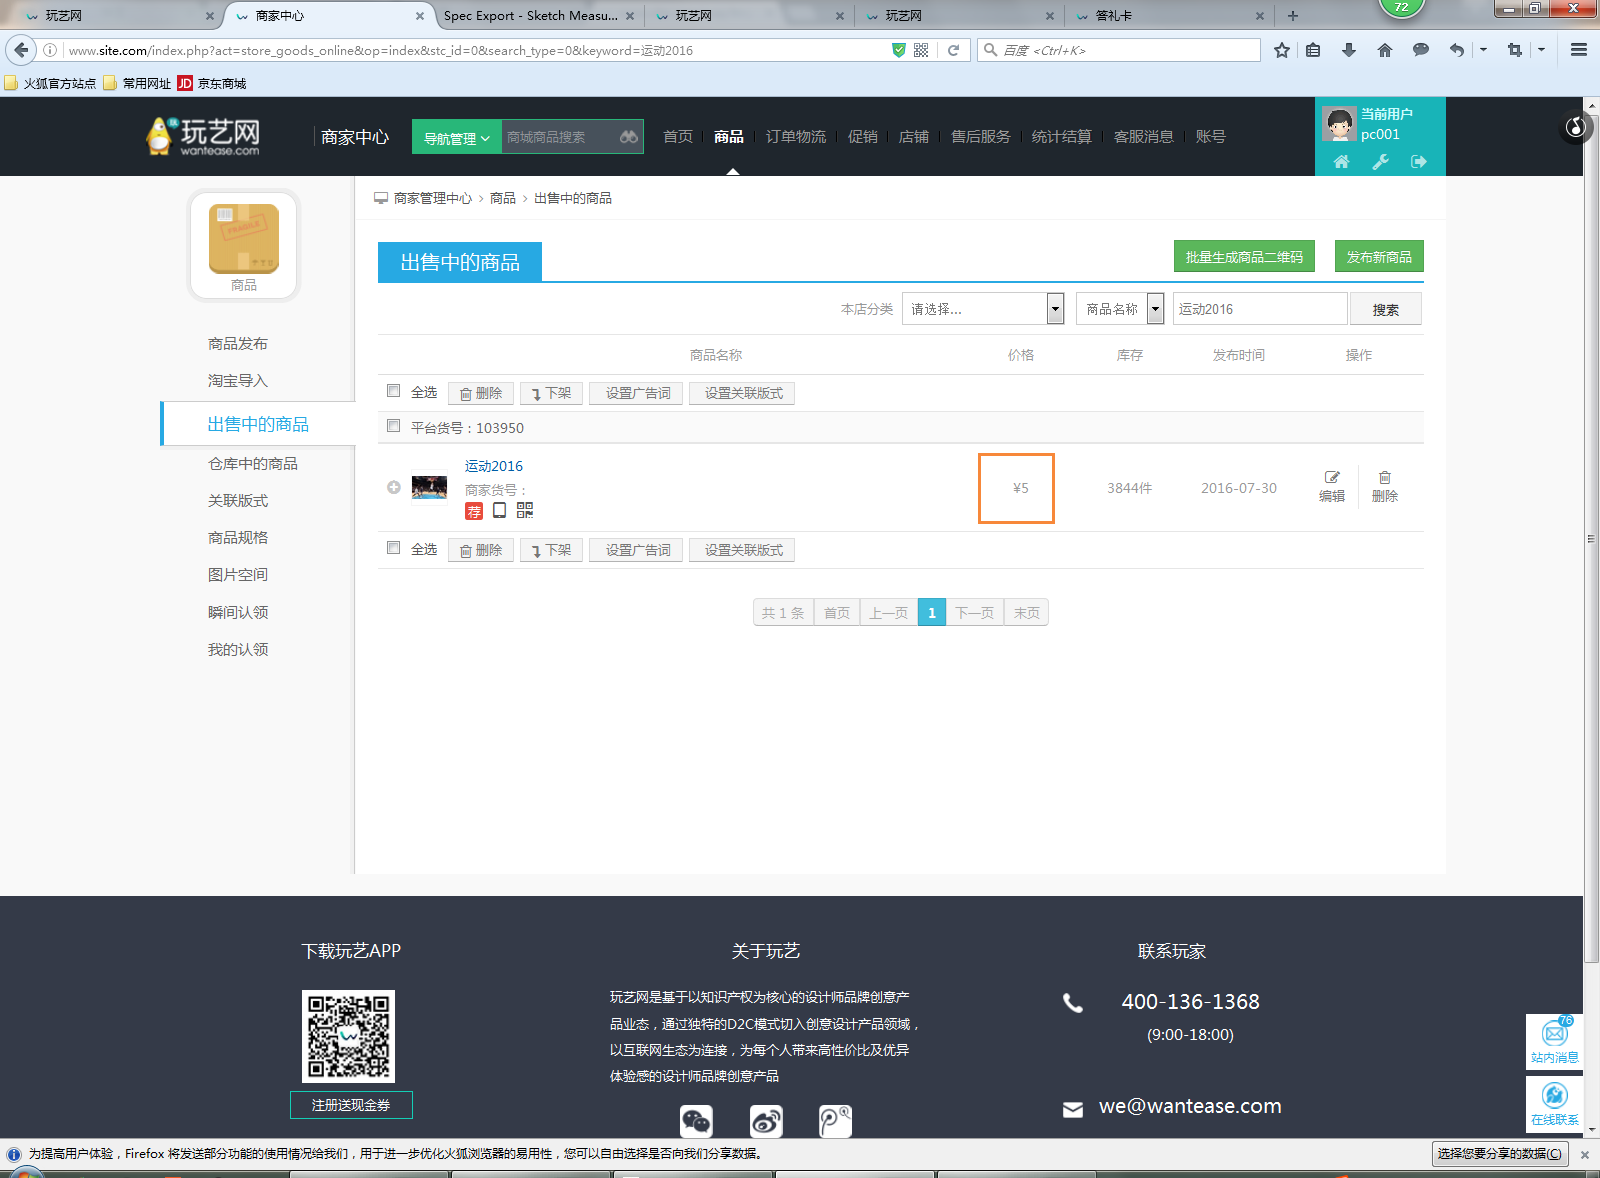 玩艺网
商家中心
Spec Export - Sketch Measu...
玩艺网
玩艺网
答礼卡
72
www.site.com/index.php?act=store_goods_online&op=index&stc_id=0&search_type=0&keyword=运动2016
百度 <Ctrl+K>
火狐官方站点
常用网址
JD 京东商城
玩艺网
wantease.com
商家中心
导航管理
商城商品搜索
首页
商品
订单物流
促销
店铺
售后服务
统计结算
客服消息
账号
当前用户
pc001
FRAGILE
商品
商品发布
淘宝导入
出售中的商品
仓库中的商品
关联版式
商品规格
图片空间
瞬间认领
我的认领
商家管理中心 › 商品 › 出售中的商品
出售中的商品
批量生成商品二维码
发布新商品
本店分类
请选择...
商品名称
运动2016
搜索
商品名称 价格 库存 发布时间 操作
全选 删除 下架 设置广告词 设置关联版式
平台货号：103950
运动2016
商家货号：
荐
¥5
3844件
2016-07-30
编辑
删除
全选 删除 下架 设置广告词 设置关联版式
共 1 条 首页 上一页 1 下一页 末页
下载玩艺APP
注册送现金券
关于玩艺
玩艺网是基于以知识产权为核心的设计师品牌创意产
品业态，通过独特的D2C模式切入创意设计产品领域，
以互联网生态为连接，为每个人带来高性价比及优异
体验感的设计师品牌创意产品
联系玩家
400-136-1368
(9:00-18:00)
we@wantease.com
76
站内消息
在线联系
为提高用户体验，Firefox 将发送部分功能的使用情况给我们，用于进一步优化火狐浏览器的易用性，您可以自由选择是否向我们分享数据。
选择您要分享的数据(C)